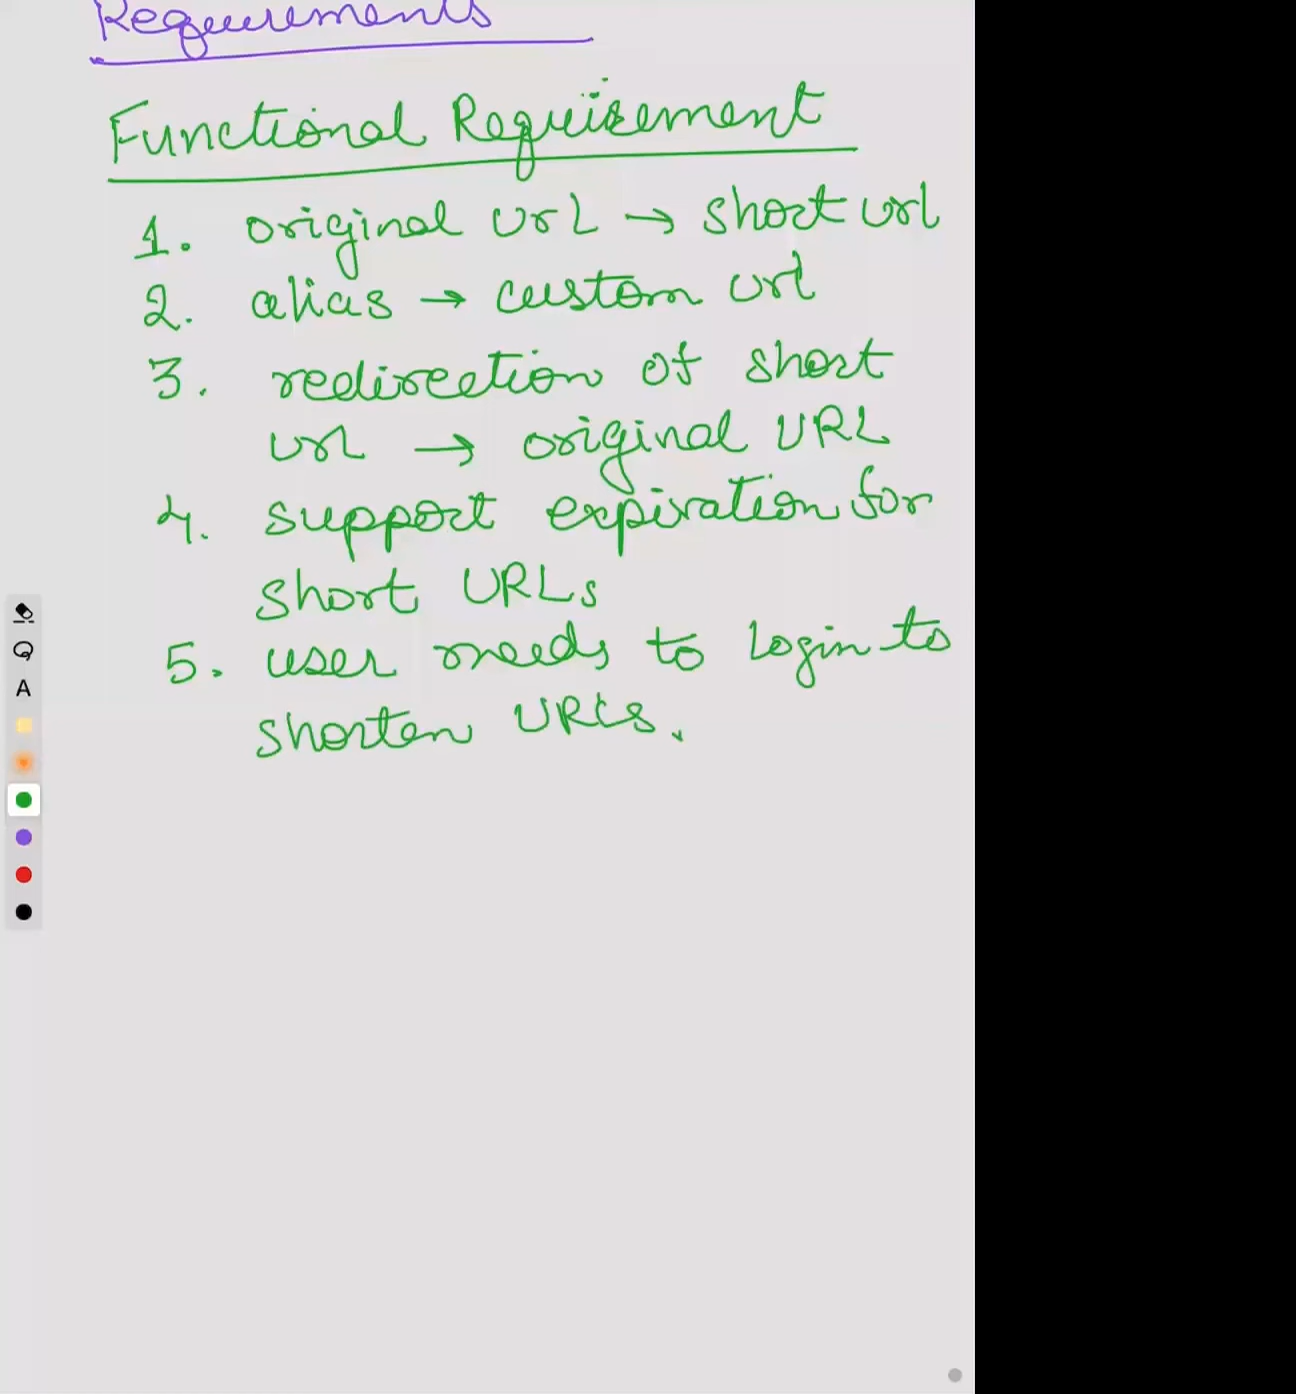 Requirements
Functional Requirement
1. original url → short url
2. alias → custom url
3. redirection of short
url → original URL
4. support expiration for
short URLs
5. user needs to login to
shorten URLs.
A